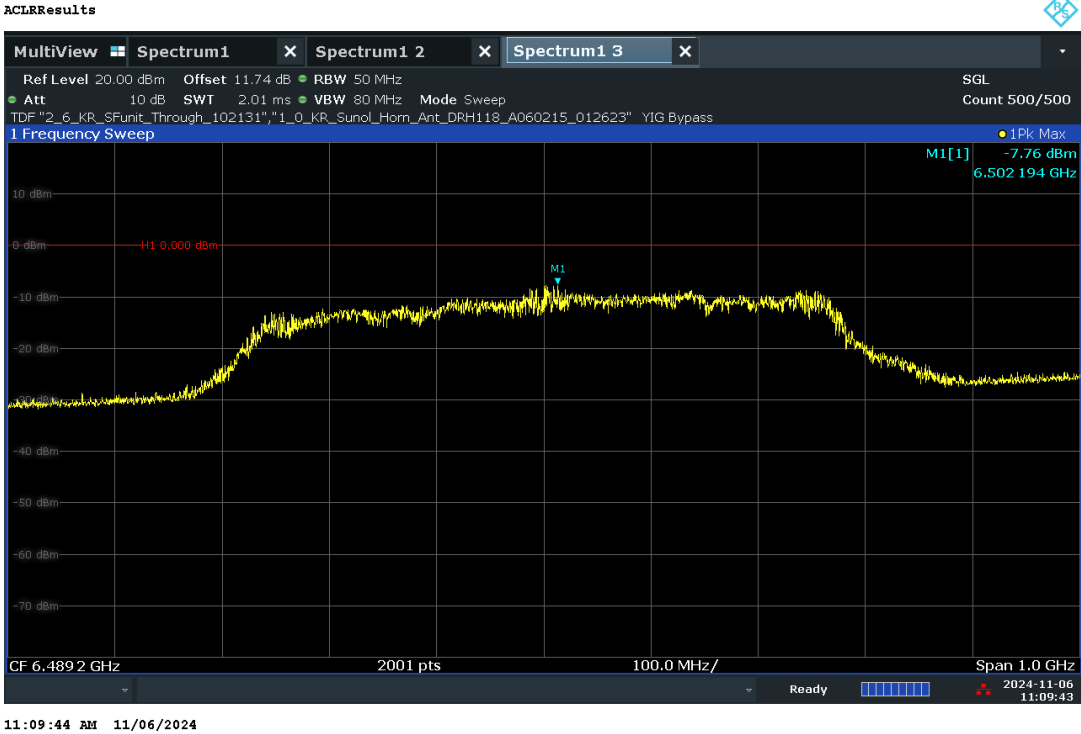 ACLRResults
R S
MultiView Spectrum1 X Spectrum1 2 X Spectrum1 3 X
Ref Level 20.00 dBm Offset 11.74 dB RBW 50 MHz SGL
Att 10 dB SWT 2.01 ms VBW 80 MHz Mode Sweep Count 500/500
TDF "2_6_KR_SFunit_Through_102131","1_0_KR_Sunol_Horn_Ant_DRH118_A060215_012623" YIG Bypass
1 Frequency Sweep 1Pk Max
M1[1] -7.76 dBm
6.502 194 GHz
10 dBm
0 dBm H1 0.000 dBm
M1
-10 dBm
-20 dBm
-30 dBm
-40 dBm
-50 dBm
-60 dBm
-70 dBm
CF 6.489 2 GHz 2001 pts 100.0 MHz/ Span 1.0 GHz
Ready 2024-11-06
11:09:43
11:09:44 AM 11/06/2024